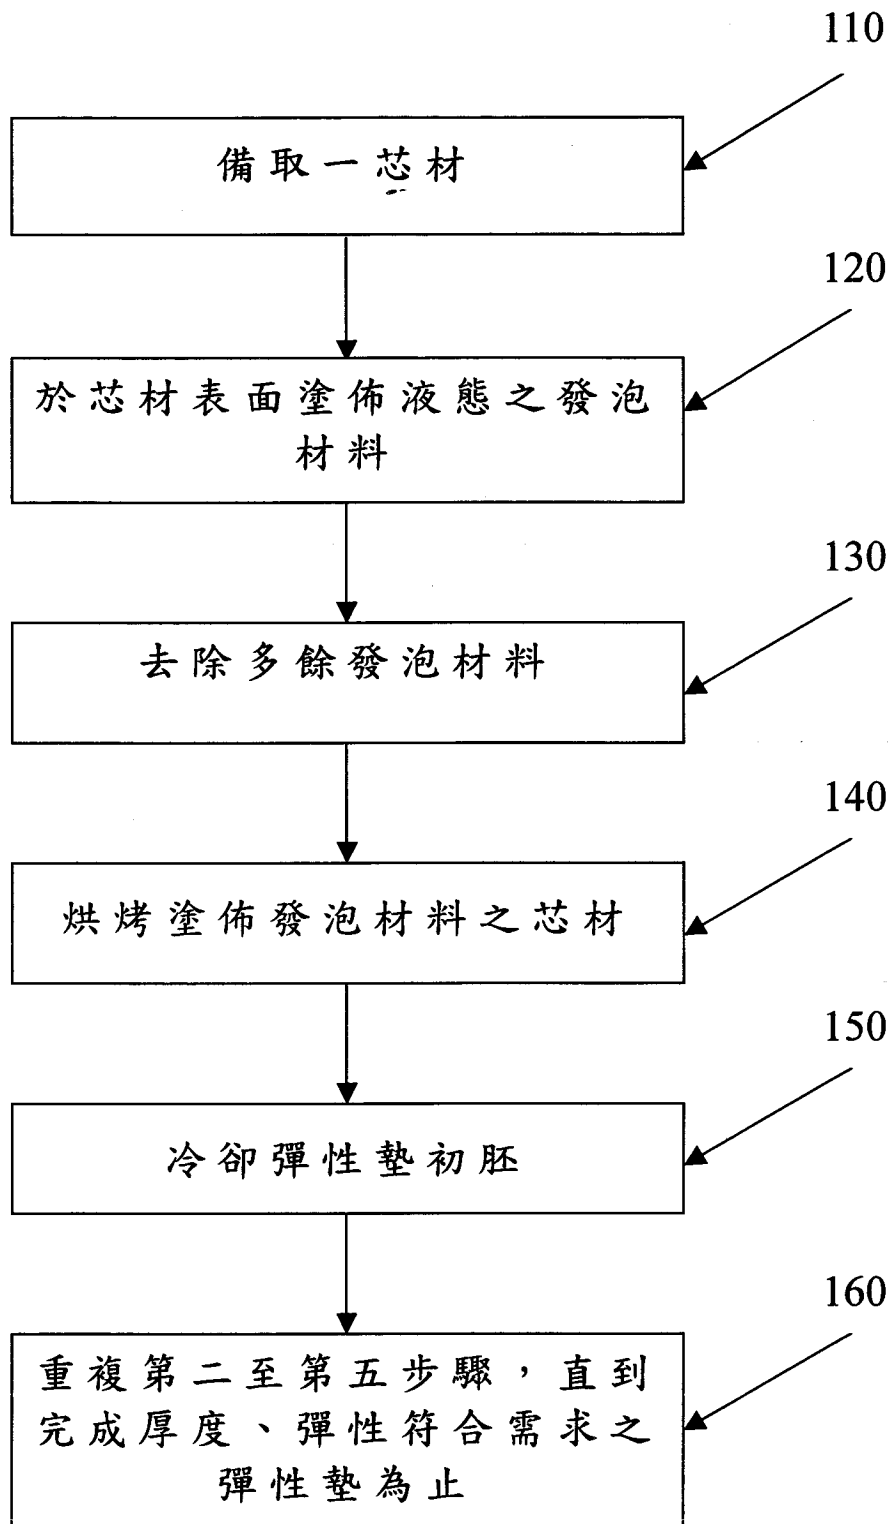 110
備取一芯材
120
於芯材表面塗佈液態之發泡
材料
130
去除多餘發泡材料
140
烘烤塗佈發泡材料之芯材
150
冷卻彈性墊初胚
160
重複第二至第五步驟，直到
完成厚度、彈性符合需求之
彈性墊為止